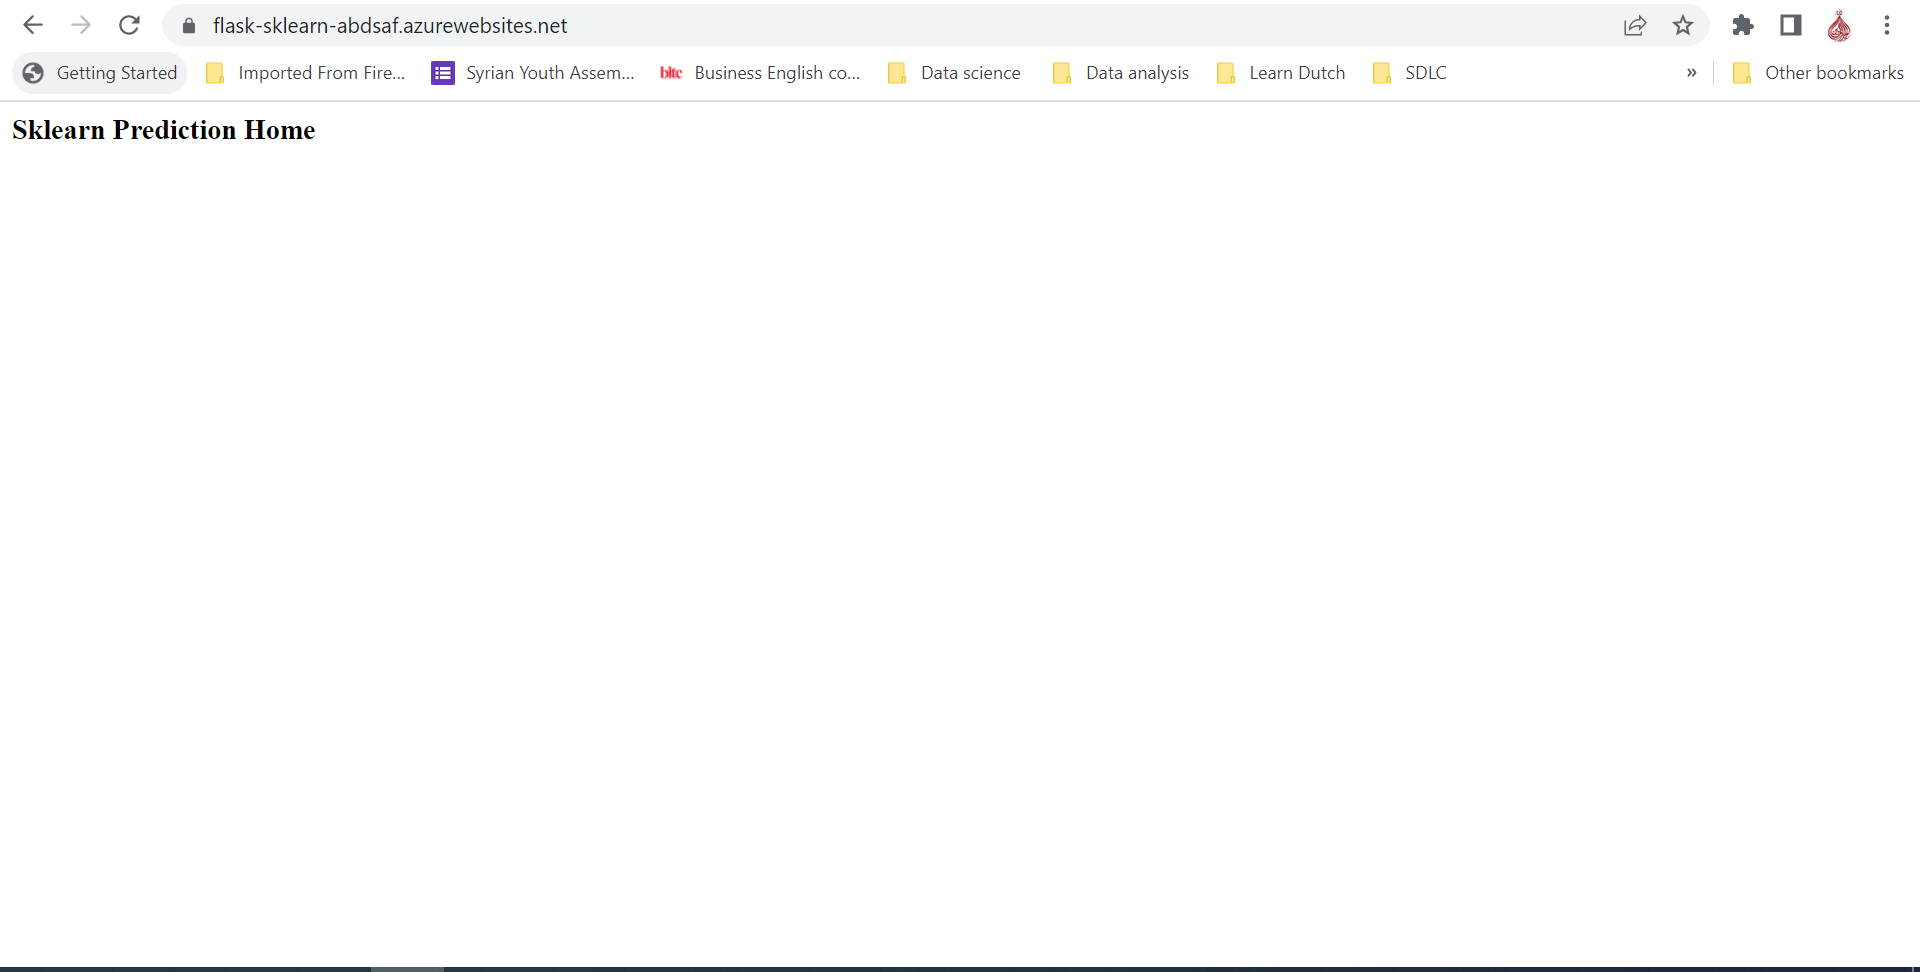 flask-sklearn-abdsaf.azurewebsites.net
Getting Started Imported From Fire... Syrian Youth Assem... bltc Business English co... Data science Data analysis Learn Dutch SDLC » Other bookmarks
Sklearn Prediction Home